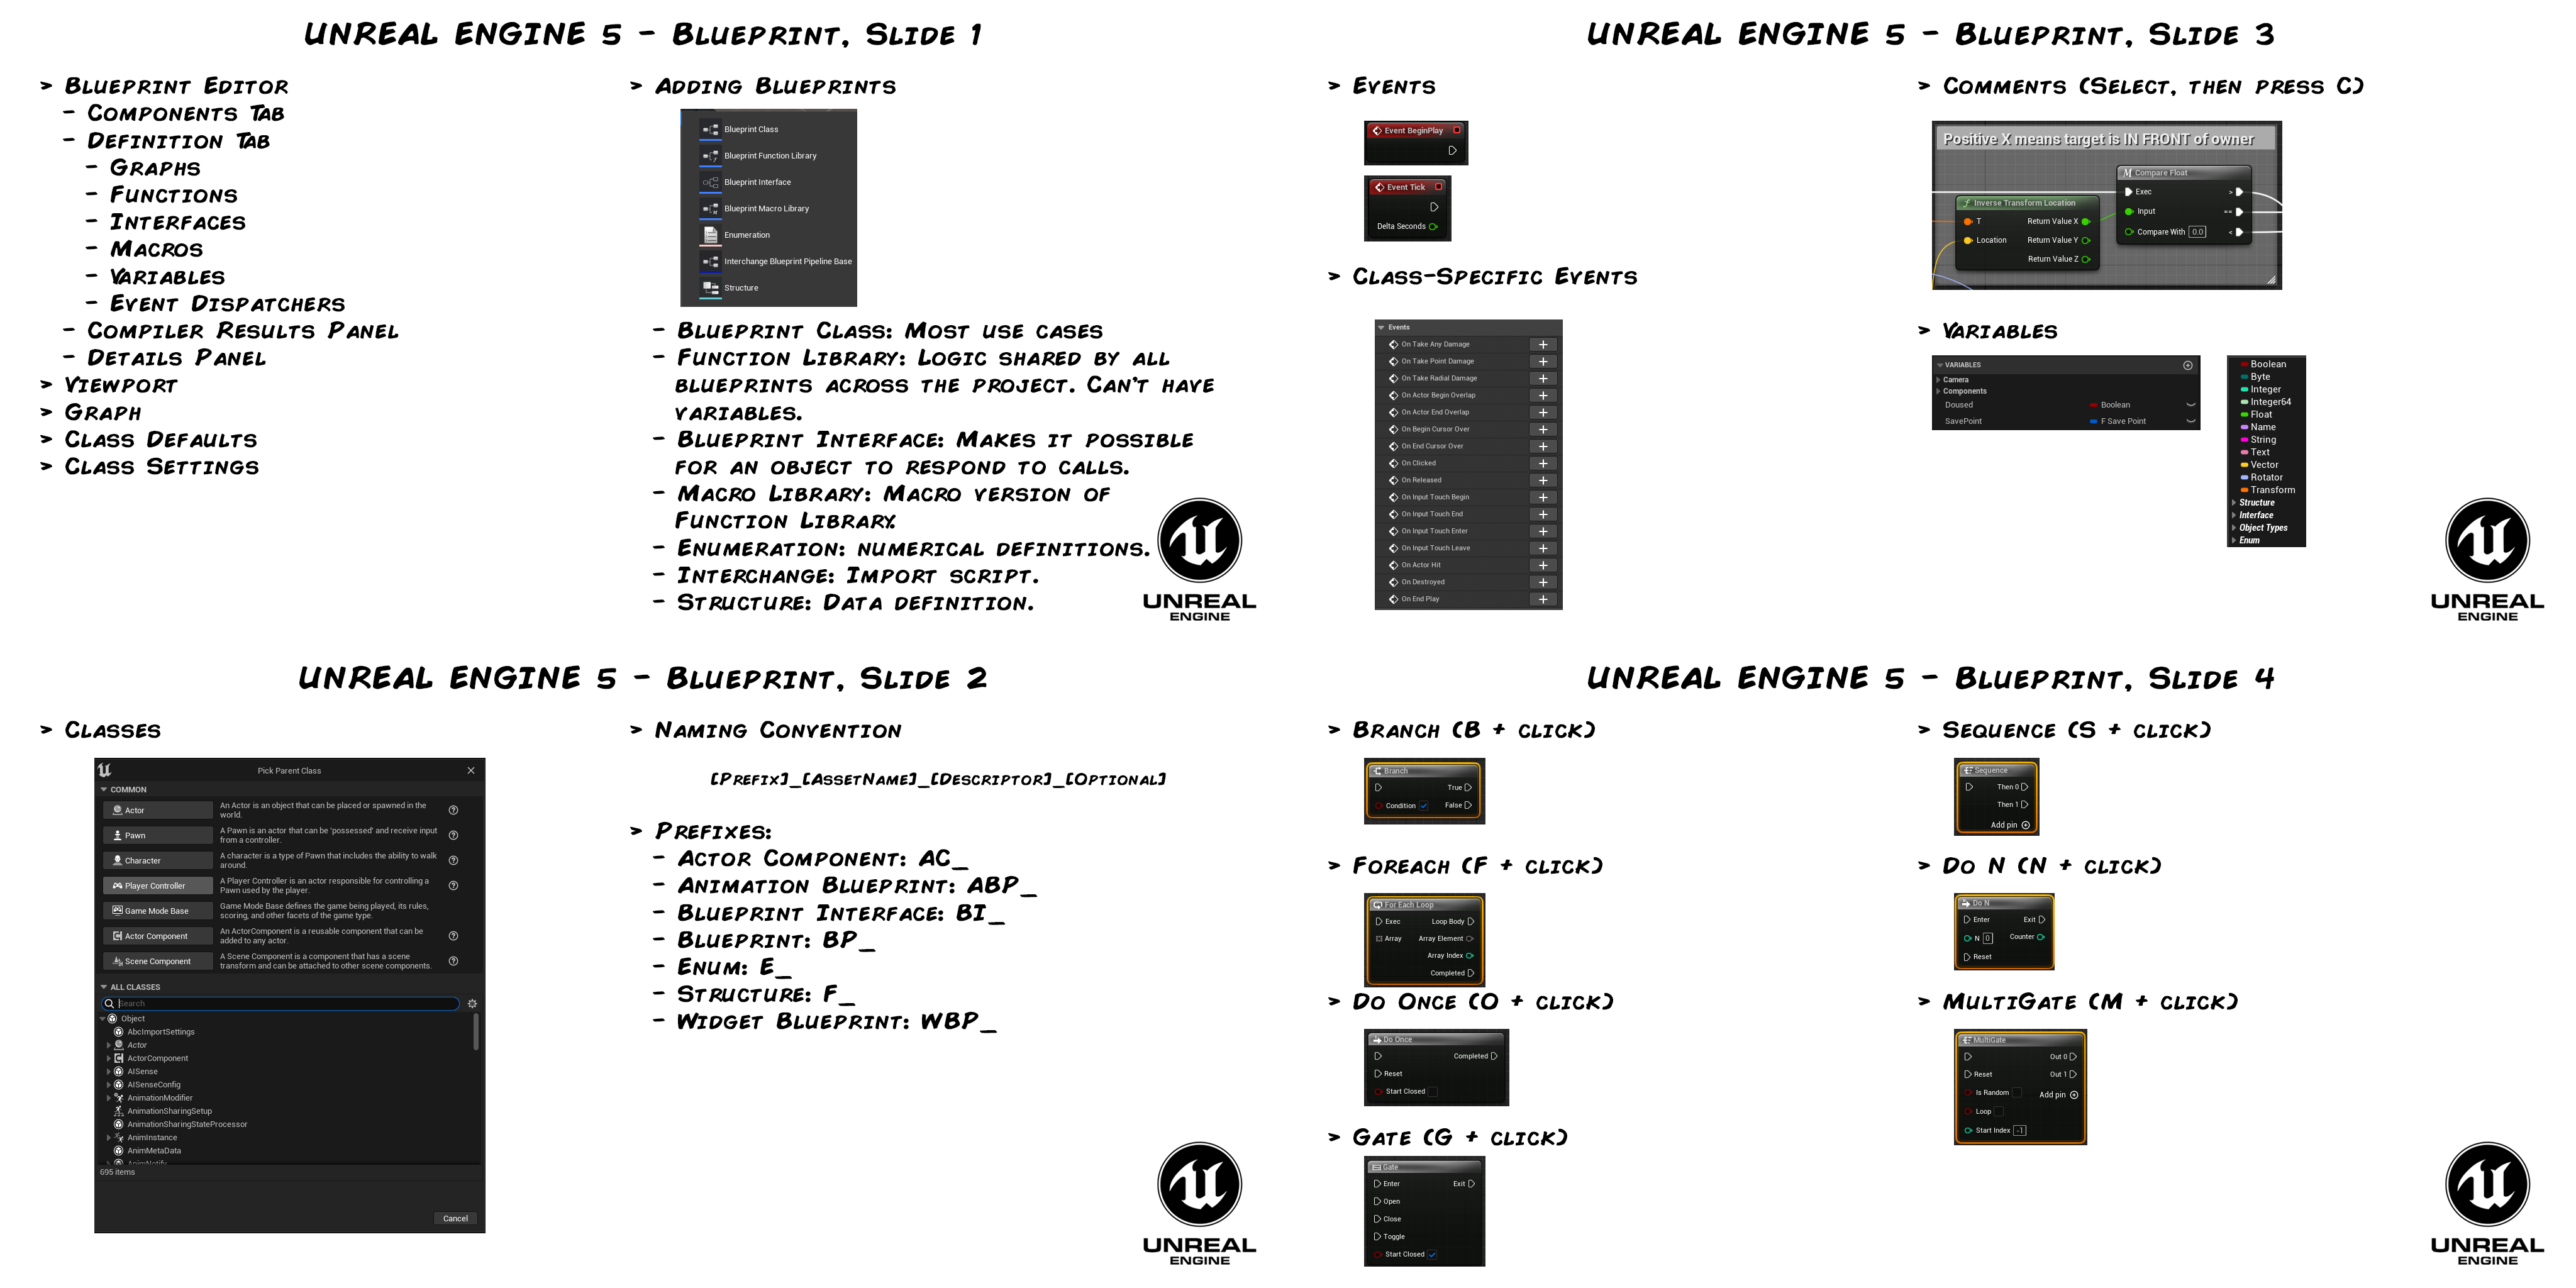 UNREAL ENGINE 5 - Blueprint, Slide 1
> Blueprint Editor
- Components Tab
- Definition Tab
- Graphs
- Functions
- Interfaces
- Macros
- Variables
- Event Dispatchers
- Compiler Results Panel
- Details Panel
> Viewport
> Graph
> Class Defaults
> Class Settings
> Adding Blueprints
Blueprint Class
Blueprint Function Library
Blueprint Interface
Blueprint Macro Library
Enumeration
Interchange Blueprint Pipeline Base
Structure
- Blueprint Class: Most use cases
- Function Library: Logic shared by all
blueprints across the project. Can't have
variables.
- Blueprint Interface: Makes it possible
for an object to respond to calls.
- Macro Library: Macro version of
Function Library.
- Enumeration: numerical definitions.
- Interchange: Import script.
- Structure: Data definition.
UNREAL
ENGINE
UNREAL ENGINE 5 - Blueprint, Slide 2
> Classes
Pick Parent Class
COMMON
Actor
An Actor is an object that can be placed or spawned in the
world.
Pawn
A Pawn is an actor that can be 'possessed' and receive input
from a controller.
Character
A character is a type of Pawn that includes the ability to walk
around.
Player Controller
A Player Controller is an actor responsible for controlling a
Pawn used by the player.
Game Mode Base
Game Mode Base defines the game being played, its rules,
scoring, and other facets of the game type.
Actor Component
An ActorComponent is a reusable component that can be
added to any actor.
Scene Component
A Scene Component is a component that has a scene
transform and can be attached to other scene components.
ALL CLASSES
Search
Object
AbcImportSettings
Actor
ActorComponent
AISense
AISenseConfig
AnimationModifier
AnimationSharingSetup
AnimationSharingStateProcessor
AnimInstance
AnimMetaData
AnimNotify
695 items
Cancel
> Naming Convention
[Prefix]_[AssetName]_[Descriptor]_[Optional]
> Prefixes:
- Actor Component: AC_
- Animation Blueprint: ABP_
- Blueprint Interface: BI_
- Blueprint: BP_
- Enum: E_
- Structure: F_
- Widget Blueprint: WBP_
UNREAL
ENGINE
UNREAL ENGINE 5 - Blueprint, Slide 3
> Events
Event BeginPlay
Event Tick
Delta Seconds
> Class-Specific Events
Events
On Take Any Damage
On Take Point Damage
On Take Radial Damage
On Actor Begin Overlap
On Actor End Overlap
On Begin Cursor Over
On End Cursor Over
On Clicked
On Released
On Input Touch Begin
On Input Touch End
On Input Touch Enter
On Input Touch Leave
On Actor Hit
On Destroyed
On End Play
> Comments (Select, then press C)
Positive X means target is IN FRONT of owner
Compare Float
Exec >
Input ==
Compare With 0.0 <
Inverse Transform Location
T Return Value X
Location Return Value Y
Return Value Z
> Variables
VARIABLES
Camera
Components
Doused Boolean
SavePoint F Save Point
Boolean
Byte
Integer
Integer64
Float
Name
String
Text
Vector
Rotator
Transform
Structure
Interface
Object Types
Enum
UNREAL
ENGINE
UNREAL ENGINE 5 - Blueprint, Slide 4
> Branch (B + click)
Branch
True
Condition False
> Foreach (F + click)
For Each Loop
Exec Loop Body
Array Array Element
Array Index
Completed
> Do Once (O + click)
Do Once
Completed
Reset
Start Closed
> Gate (G + click)
Gate
Enter Exit
Open
Close
Toggle
Start Closed
> Sequence (S + click)
Sequence
Then 0
Then 1
Add pin
> Do N (N + click)
Do N
Enter Exit
N 0 Counter
Reset
> MultiGate (M + click)
MultiGate
Out 0
Reset Out 1
Is Random Add pin
Loop
Start Index -1
UNREAL
ENGINE